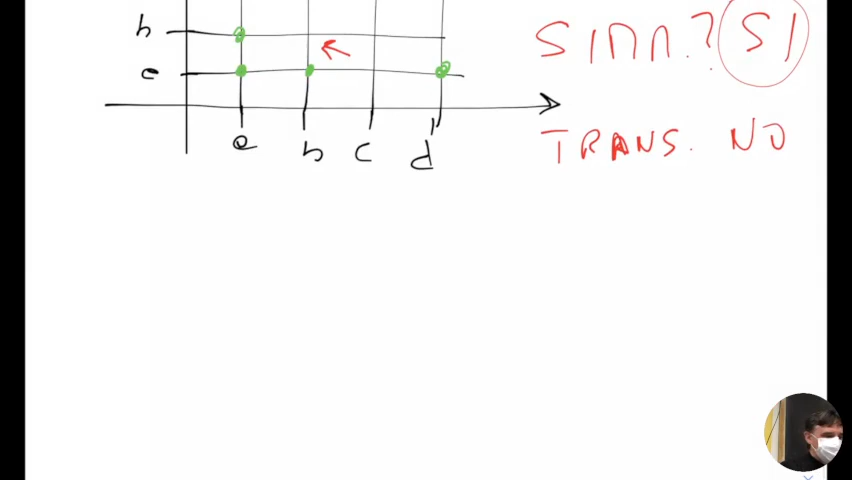 b
SIMM.? SI
a
a b c d
TRANS. NO